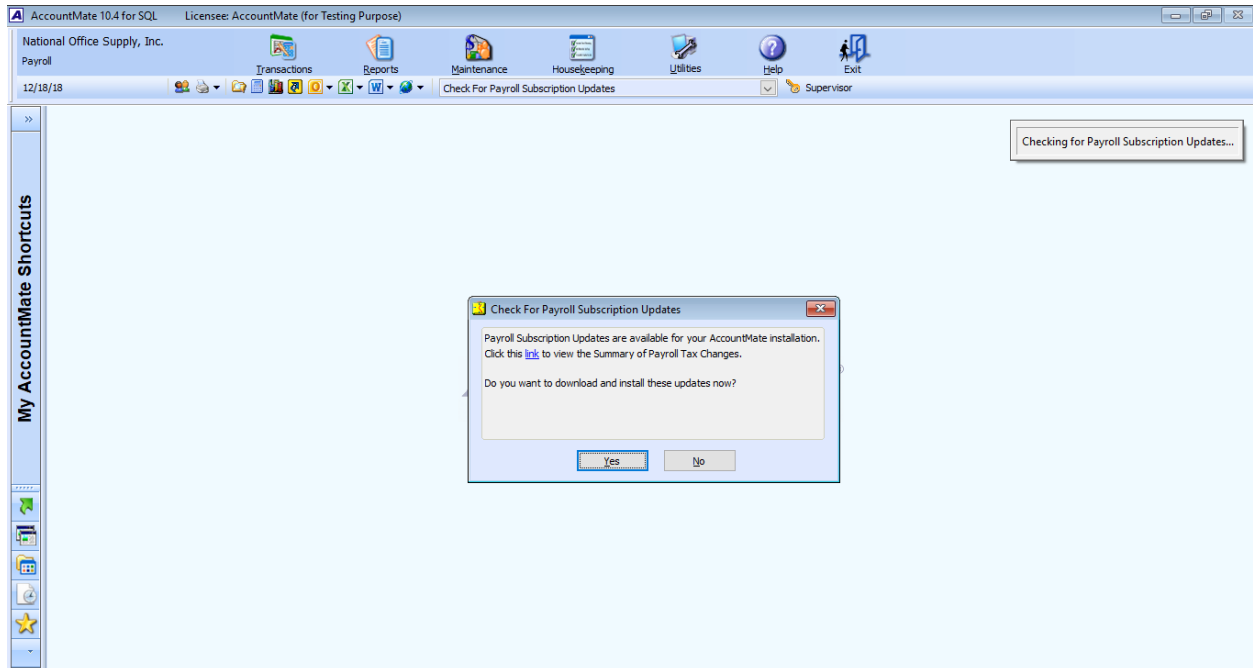 AccountMate 10.4 for SQL Licensee: AccountMate (for Testing Purpose)
National Office Supply, Inc.
Payroll
Transactions Reports Maintenance Housekeeping Utilities Help Exit
12/18/18 Check For Payroll Subscription Updates Supervisor
My AccountMate Shortcuts
Checking for Payroll Subscription Updates...
Check For Payroll Subscription Updates
Payroll Subscription Updates are available for your AccountMate installation.
Click this link to view the Summary of Payroll Tax Changes.
Do you want to download and install these updates now?
Yes No